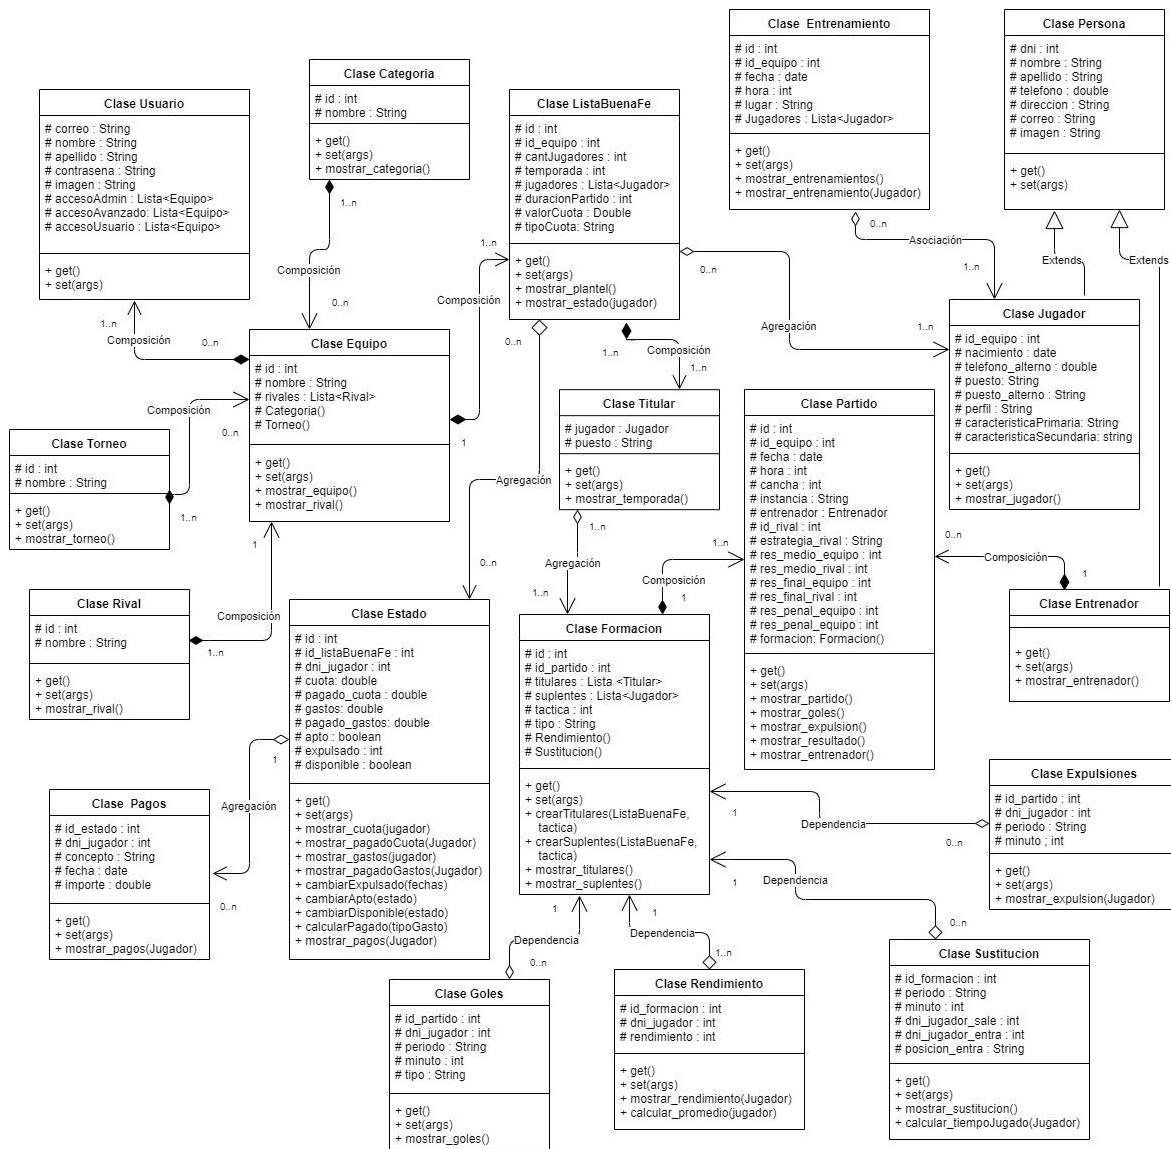 Clase Usuario
# correo : String
# nombre : String
# apellido : String
# contrasena : String
# imagen : String
# accesoAdmin : Lista<Equipo>
# accesoAvanzado: Lista<Equipo>
# accesoUsuario : Lista<Equipo>
+ get()
+ set(args)
Clase Categoria
# id : int
# nombre : String
+ get()
+ set(args)
+ mostrar_categoria()
1..n
Composición
0..n
Clase ListaBuenaFe
# id : int
# id_equipo : int
# cantJugadores : int
# temporada : int
# jugadores : Lista<Jugador>
# duracionPartido : int
# valorCuota : Double
# tipoCuota: String
+ get()
+ set(args)
+ mostrar_plantel()
+ mostrar_estado(jugador)
Clase Entrenamiento
# id : int
# id_equipo : int
# fecha : date
# hora : int
# lugar : String
# Jugadores : Lista<Jugador>
+ get()
+ set(args)
+ mostrar_entrenamientos()
+ mostrar_entrenamiento(Jugador)
0..n
Asociación
1..n
Clase Persona
# dni : int
# nombre : String
# apellido : String
# telefono : double
# direccion : String
# correo : String
# imagen : String
+ get()
+ set(args)
Extends
Extends
1..n
Composición
0..n
Clase Equipo
# id : int
# nombre : String
# rivales : Lista<Rival>
# Categoria()
# Torneo()
+ get()
+ set(args)
+ mostrar_equipo()
+ mostrar_rival()
1..n
Composición
1
0..n
Agregación
1..n
Clase Jugador
# id_equipo : int
# nacimiento : date
# telefono_alterno : double
# puesto: String
# puesto_alterno : String
# perfil : String
# caracteristicaPrimaria: String
# caracteristicaSecundaria: string
+ get()
+ set(args)
+ mostrar_jugador()
Composición
0..n
1..n
Clase Torneo
# id : int
# nombre : String
+ get()
+ set(args)
+ mostrar_torneo()
0..n
Agregación
0..n
1..n
Composición
1..n
Clase Titular
# jugador : Jugador
# puesto : String
+ get()
+ set(args)
+ mostrar_temporada()
1..n
Agregación
1..n
Clase Partido
# id : int
# id_equipo : int
# fecha : date
# hora : int
# cancha : int
# instancia : String
# entrenador : Entrenador
# id_rival : int
# estrategia_rival : String
# res_medio_equipo : int
# res_medio_rival : int
# res_final_equipo : int
# res_final_rival : int
# res_penal_equipo : int
# res_penal_equipo : int
# formacion: Formacion()
+ get()
+ set(args)
+ mostrar_partido()
+ mostrar_goles()
+ mostrar_expulsion()
+ mostrar_resultado()
+ mostrar_entrenador()
1..n
Composición
1
0..n
Composición
1
Clase Entrenador
+ get()
+ set(args)
+ mostrar_entrenador()
1
Composición
1..n
Clase Rival
# id : int
# nombre : String
+ get()
+ set(args)
+ mostrar_rival()
Clase Estado
# id : int
# id_listaBuenaFe : int
# dni_jugador : int
# cuota: double
# pagado_cuota : double
# gastos: double
# pagado_gastos: double
# apto : boolean
# expulsado : int
# disponible : boolean
+ get()
+ set(args)
+ mostrar_cuota(jugador)
+ mostrar_pagadoCuota(Jugador)
+ mostrar_gastos(jugador)
+ mostrar_pagadoGastos(Jugador)
+ cambiarExpulsado(fechas)
+ cambiarApto(estado)
+ cambiarDisponible(estado)
+ calcularPagado(tipoGasto)
+ mostrar_pagos(Jugador)
Clase Formacion
# id : int
# id_partido : int
# titulares : Lista <Titular>
# suplentes : Lista<Jugador>
# tactica : int
# tipo : String
# Rendimiento()
# Sustitucion()
+ get()
+ set(args)
+ crearTitulares(ListaBuenaFe,
tactica)
+ crearSuplentes(ListaBuenaFe,
tactica)
+ mostrar_titulares()
+ mostrar_suplentes()
1
Agregación
0..n
Clase Pagos
# id_estado : int
# dni_jugador : int
# concepto : String
# fecha : date
# importe : double
+ get()
+ set(args)
+ mostrar_pagos(Jugador)
1
Dependencia
0..n
Clase Expulsiones
# id_partido : int
# dni_jugador : int
# periodo : String
# minuto ; int
+ get()
+ set(args)
+ mostrar_expulsion(Jugador)
1
Dependencia
0..n
Clase Sustitucion
# id_formacion : int
# periodo : String
# minuto : int
# dni_jugador_sale : int
# dni_jugador_entra : int
# posicion_entra : String
+ get()
+ set(args)
+ mostrar_sustitucion()
+ calcular_tiempoJugado(Jugador)
1
Dependencia
0..n
Clase Goles
# id_partido : int
# dni_jugador : int
# periodo : String
# minuto : int
# tipo : String
+ get()
+ set(args)
+ mostrar_goles()
1
Dependencia
1..n
Clase Rendimiento
# id_formacion : int
# dni_jugador : int
# rendimiento : int
+ get()
+ set(args)
+ mostrar_rendimiento(Jugador)
+ calcular_promedio(jugador)